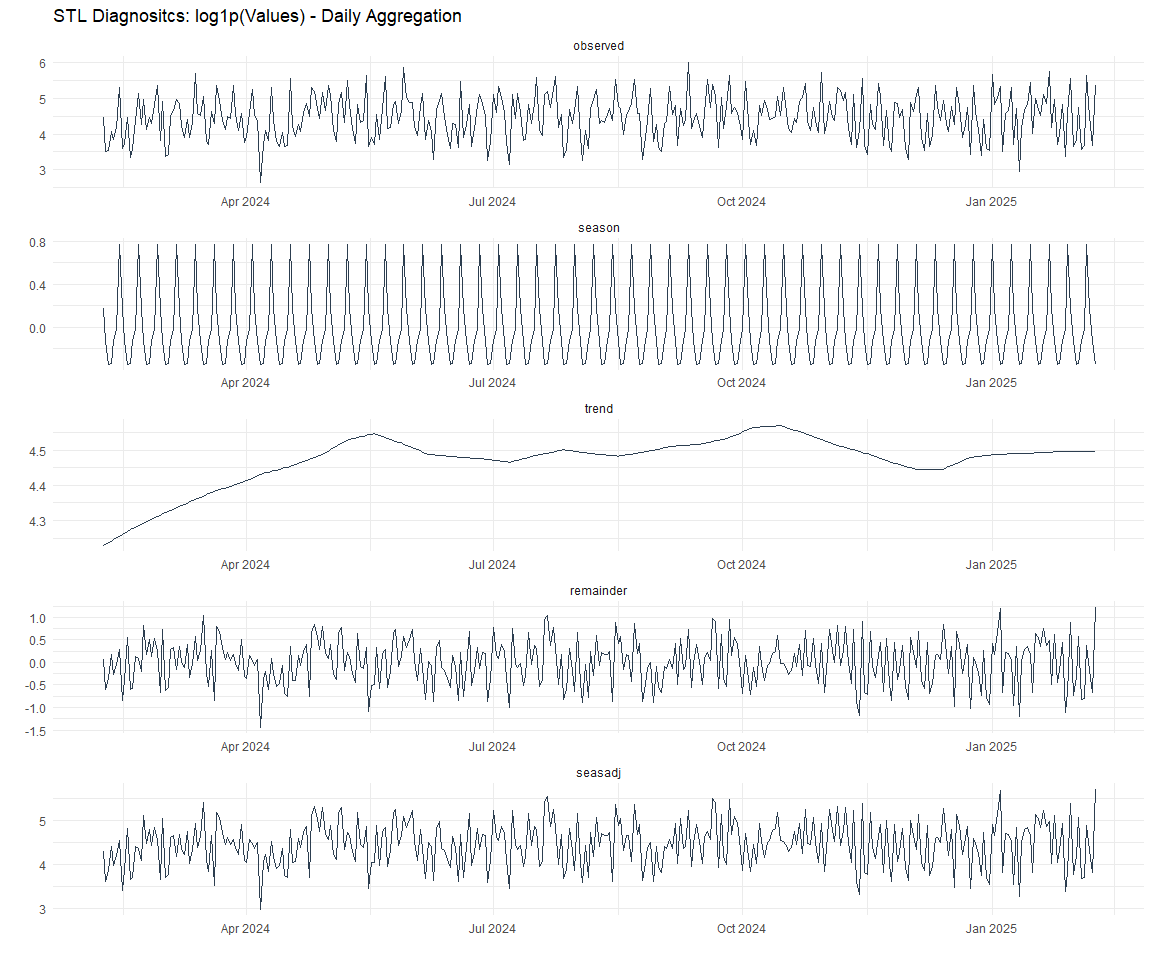 STL Diagnositcs: log1p(Values) - Daily Aggregation
observed
6
5
4
3
Apr 2024 Jul 2024 Oct 2024 Jan 2025
season
0.8
0.4
0.0
Apr 2024 Jul 2024 Oct 2024 Jan 2025
trend
4.5
4.4
4.3
Apr 2024 Jul 2024 Oct 2024 Jan 2025
remainder
1.0
0.5
0.0
-0.5
-1.0
-1.5
Apr 2024 Jul 2024 Oct 2024 Jan 2025
seasadj
5
4
3
Apr 2024 Jul 2024 Oct 2024 Jan 2025